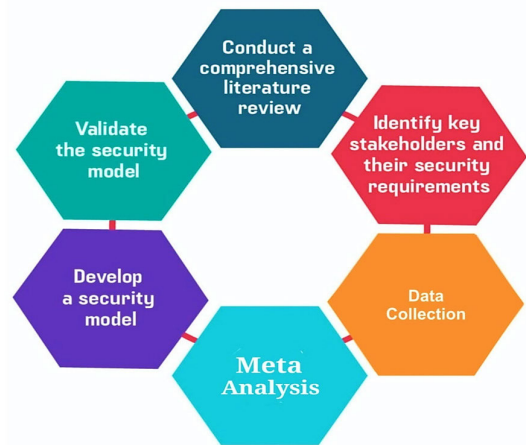 Conduct a
comprehensive
literature
review
Identify key
stakeholders and
their security
requirements
Data
Collection
Meta
Analysis
Develop
a security
model
Validate
the security
model